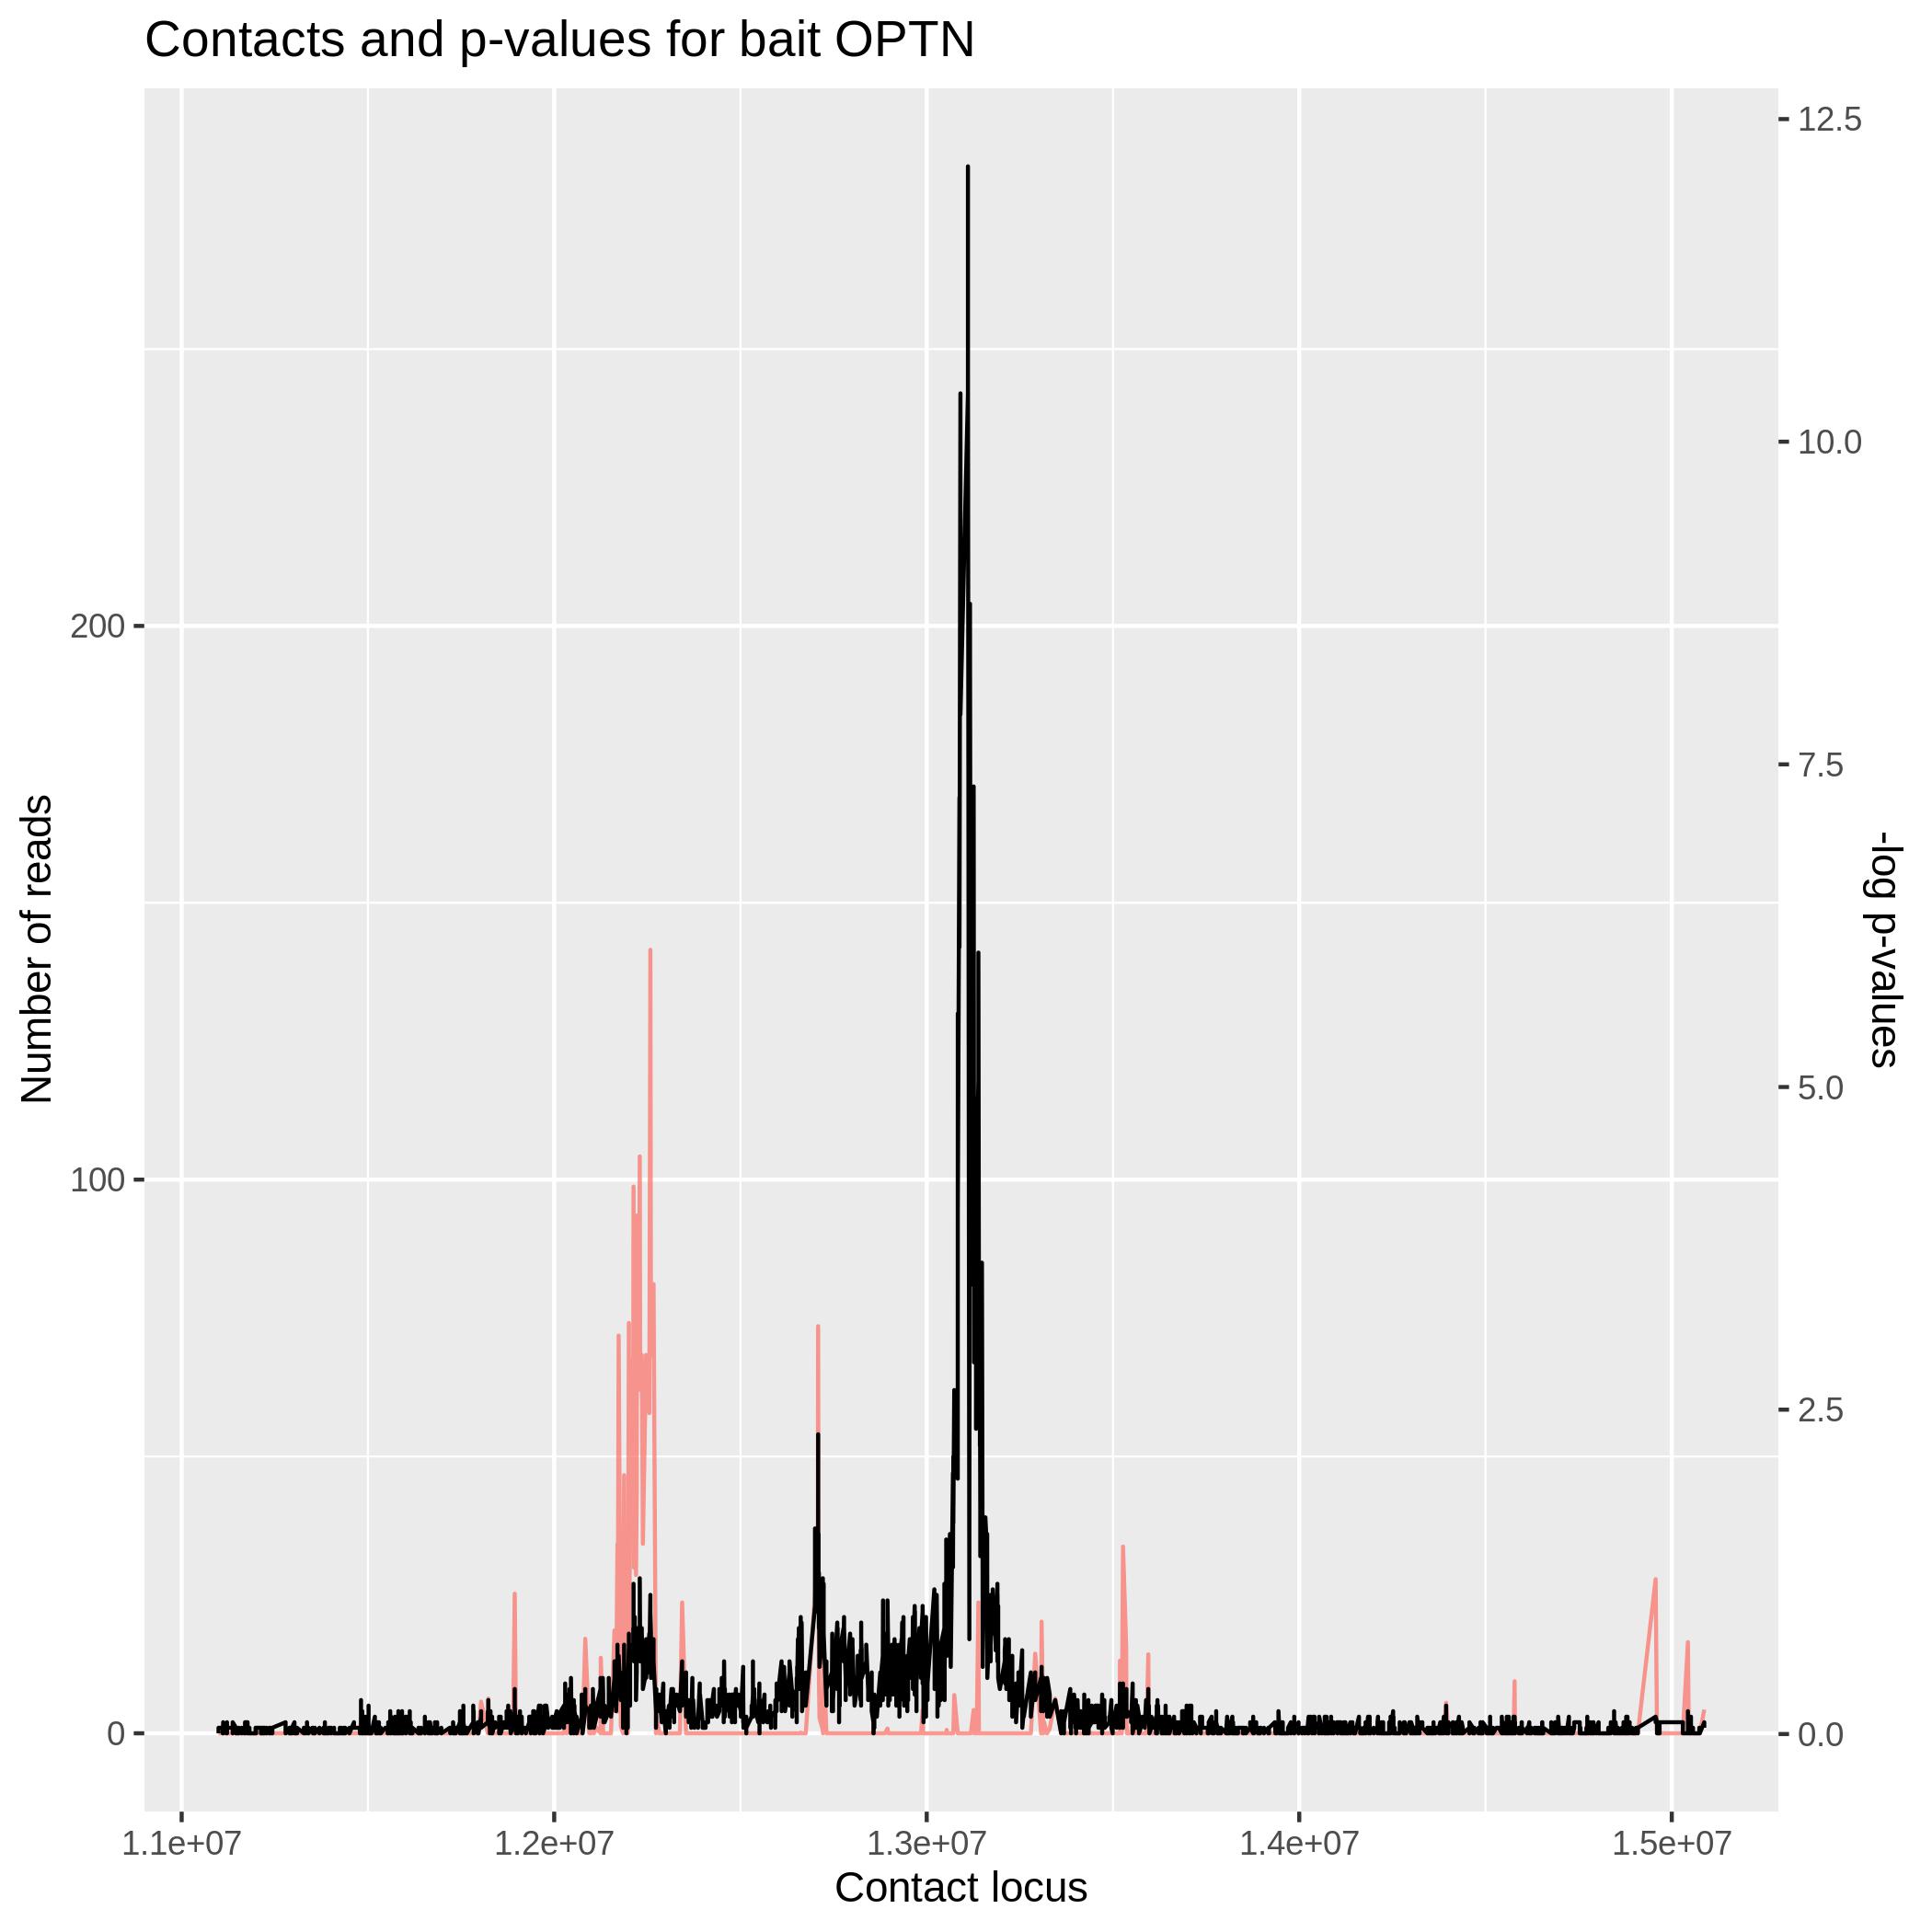 Contacts and p-values for bait OPTN
12.5
10.0
200
7.5
Number of reads
-log p-values
100
5.0
2.5
0
0.0
1.1e+07
1.2e+07
1.3e+07
1.4e+07
1.5e+07
Contact locus